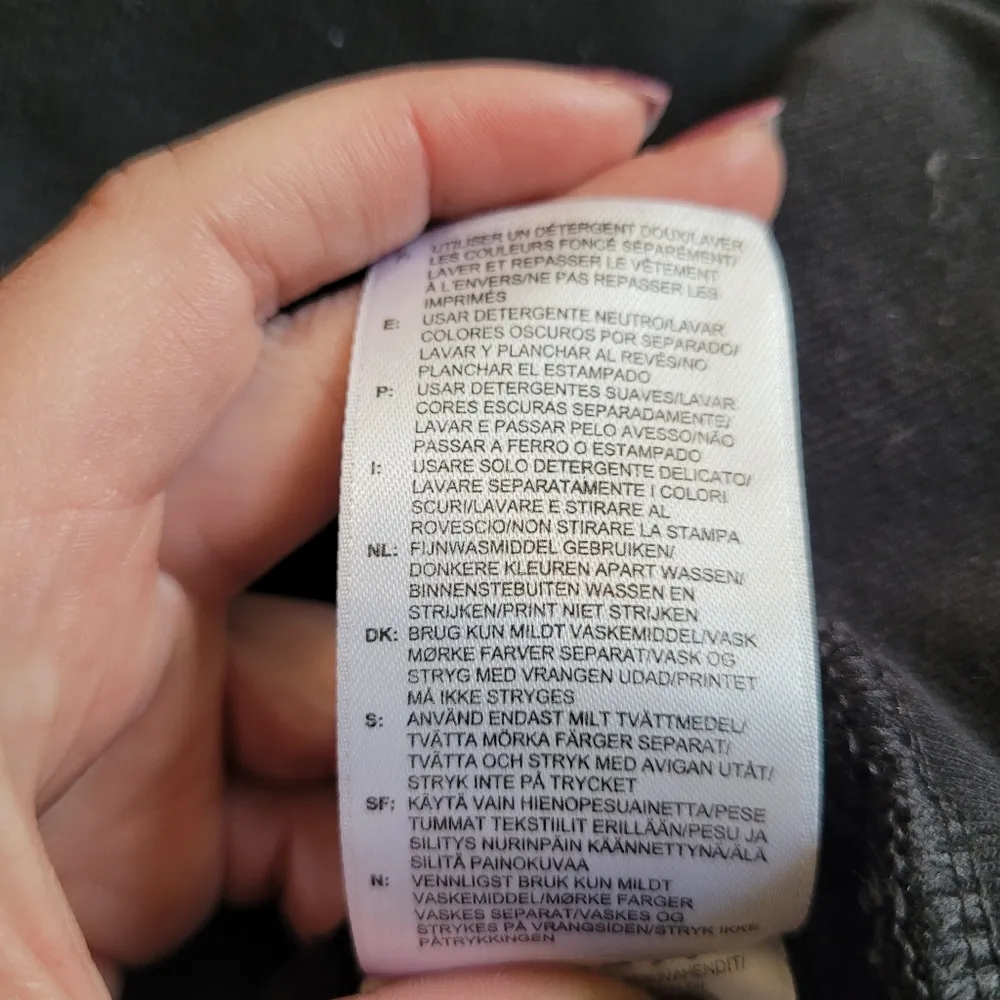 UTILISER UN DÉTERGENT DOUX/LAVER
LES COULEURS FONCÉ SÉPARÉMENT/
LAVER ET REPASSER LE VÊTEMENT
À L'ENVERS/NE PAS REPASSER LES
IMPRIMÉS
E: USAR DETERGENTE NEUTRO/LAVAR
COLORES OSCUROS POR SEPARADO/
LAVAR Y PLANCHAR AL REVÉS/NO
PLANCHAR EL ESTAMPADO
P: USAR DETERGENTES SUAVES/LAVAR
CORES ESCURAS SEPARADAMENTE/
LAVAR E PASSAR PELO AVESSO/NÃO
PASSAR A FERRO O ESTAMPADO
I: USARE SOLO DETERGENTE DELICATO/
LAVARE SEPARATAMENTE I COLORI
SCURI/LAVARE E STIRARE AL
ROVESCIO/NON STIRARE LA STAMPA
NL: FIJNWASMIDDEL GEBRUIKEN/
DONKERE KLEUREN APART WASSEN/
BINNENSTEBUITEN WASSEN EN
STRIJKEN/PRINT NIET STRIJKEN
DK: BRUG KUN MILDT VASKEMIDDEL/VASK
MØRKE FARVER SEPARAT/VASK OG
STRYG MED VRANGEN UDAD/PRINTET
MÅ IKKE STRYGES
S: ANVÄND ENDAST MILT TVÄTTMEDEL/
TVÄTTA MÖRKA FÄRGER SEPARAT/
TVÄTTA OCH STRYK MED AVIGAN UTÅT/
STRYK INTE PÅ TRYCKET
SF: KÄYTÄ VAIN HIENOPESUAINETTA/PESE
TUMMAT TEKSTIILIT ERILLÄÄN/PESU JA
SILITYS NURINPÄIN KÄÄNNETTYNÄ/ÄLÄ
SILITÄ PAINOKUVAA
N: VENNLIGST BRUK KUN MILDT
VASKEMIDDEL/MØRKE FARGER
VASKES SEPARAT/VASKES OG
STRYKES PÅ VRANGSIDEN/STRYK IKKE
PÅTRYKKINGEN